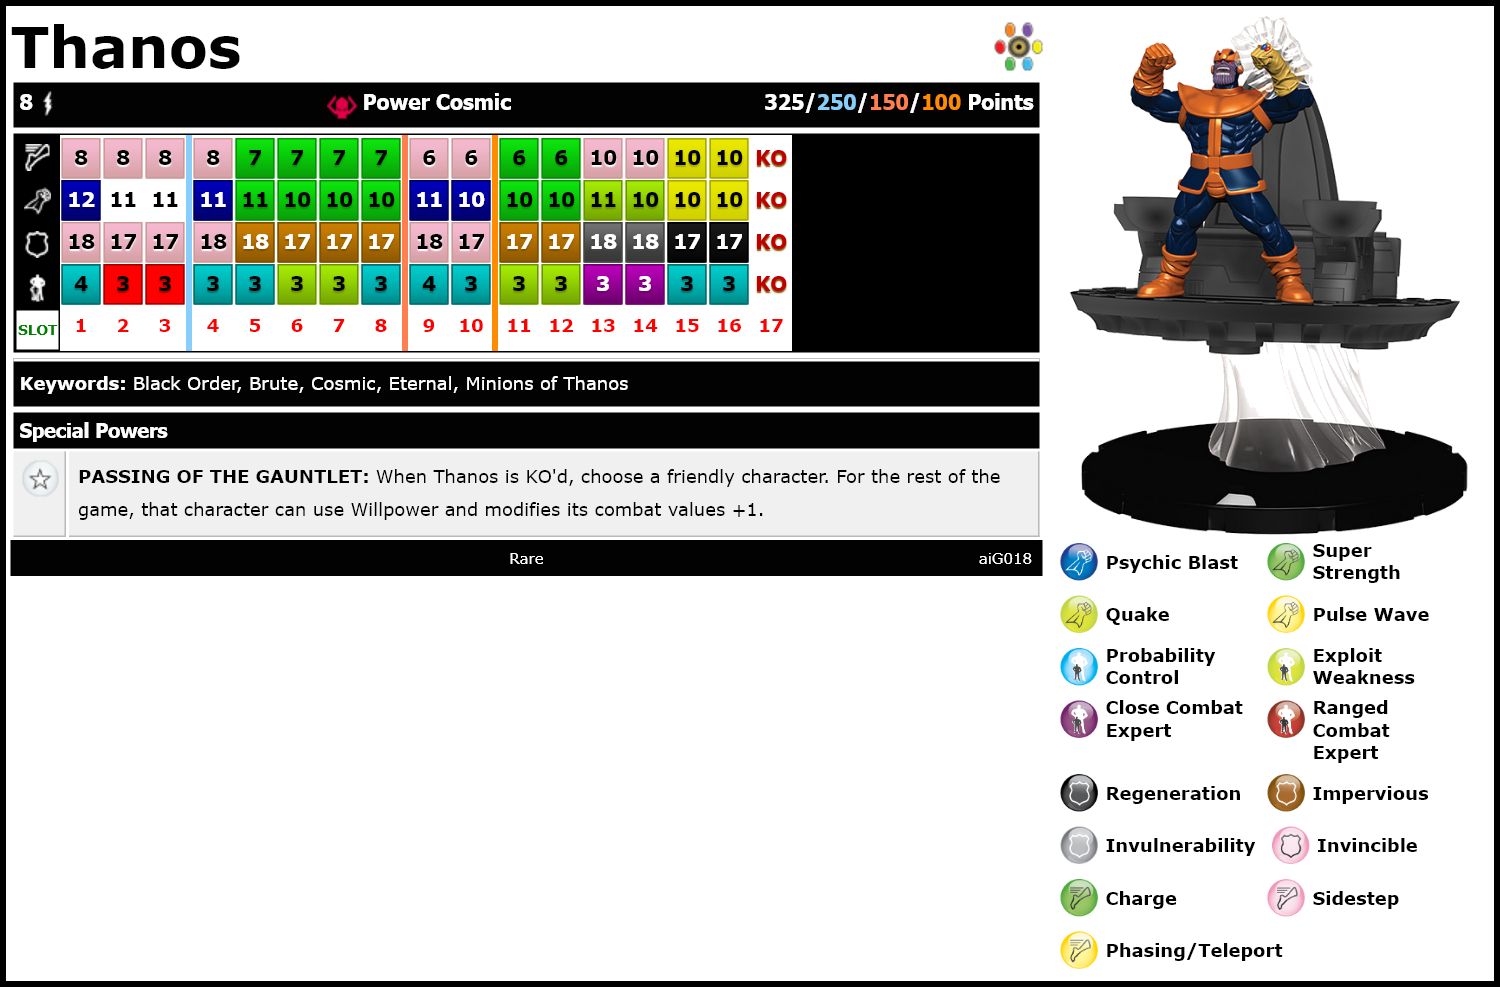 Thanos
8 Power Cosmic 325/250/150/100 Points
8 8 8 8 7 7 7 7 6 6 6 6 10 10 10 10 KO
12 11 11 11 11 10 10 10 11 10 10 10 11 10 10 10 KO
18 17 17 18 18 17 17 17 18 17 17 17 18 18 17 17 KO
4 3 3 3 3 3 3 3 4 3 3 3 3 3 3 3 KO
SLOT 1 2 3 4 5 6 7 8 9 10 11 12 13 14 15 16 17
Keywords: Black Order, Brute, Cosmic, Eternal, Minions of Thanos
Special Powers
PASSING OF THE GAUNTLET: When Thanos is KO'd, choose a friendly character. For the rest of the
game, that character can use Willpower and modifies its combat values +1.
Rare aiG018
Psychic Blast
Super
Strength
Quake
Pulse Wave
Probability
Control
Exploit
Weakness
Close Combat
Expert
Ranged
Combat
Expert
Regeneration
Impervious
Invulnerability
Invincible
Charge
Sidestep
Phasing/Teleport